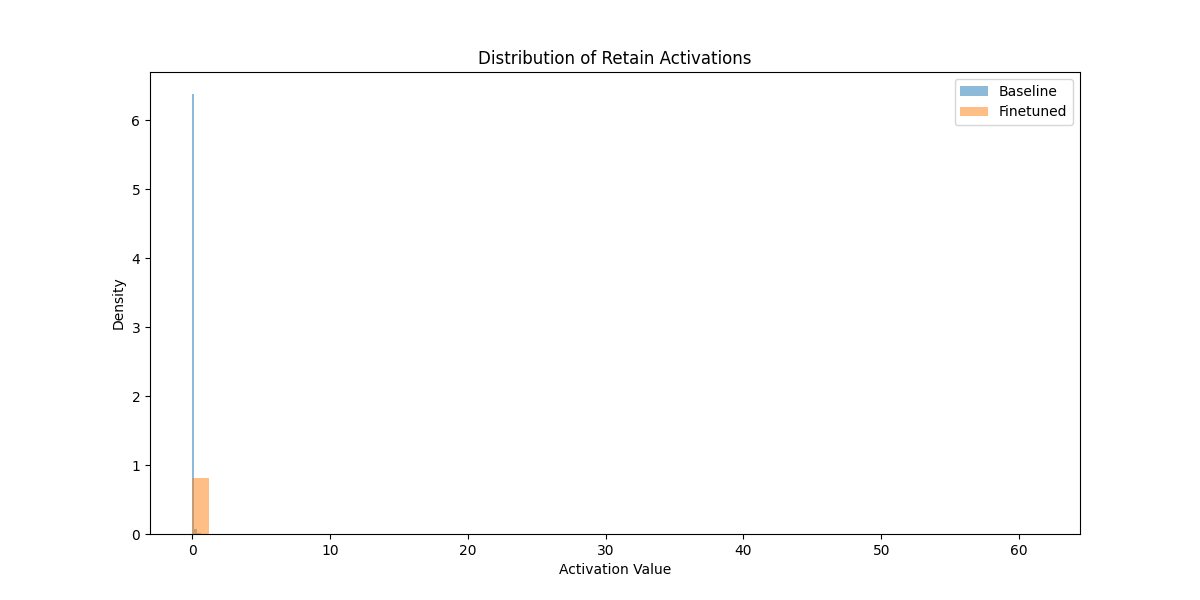 Distribution of Retain Activations
Baseline
Finetuned
Density
6
5
4
3
2
1
0
0 10 20 30 40 50 60
Activation Value